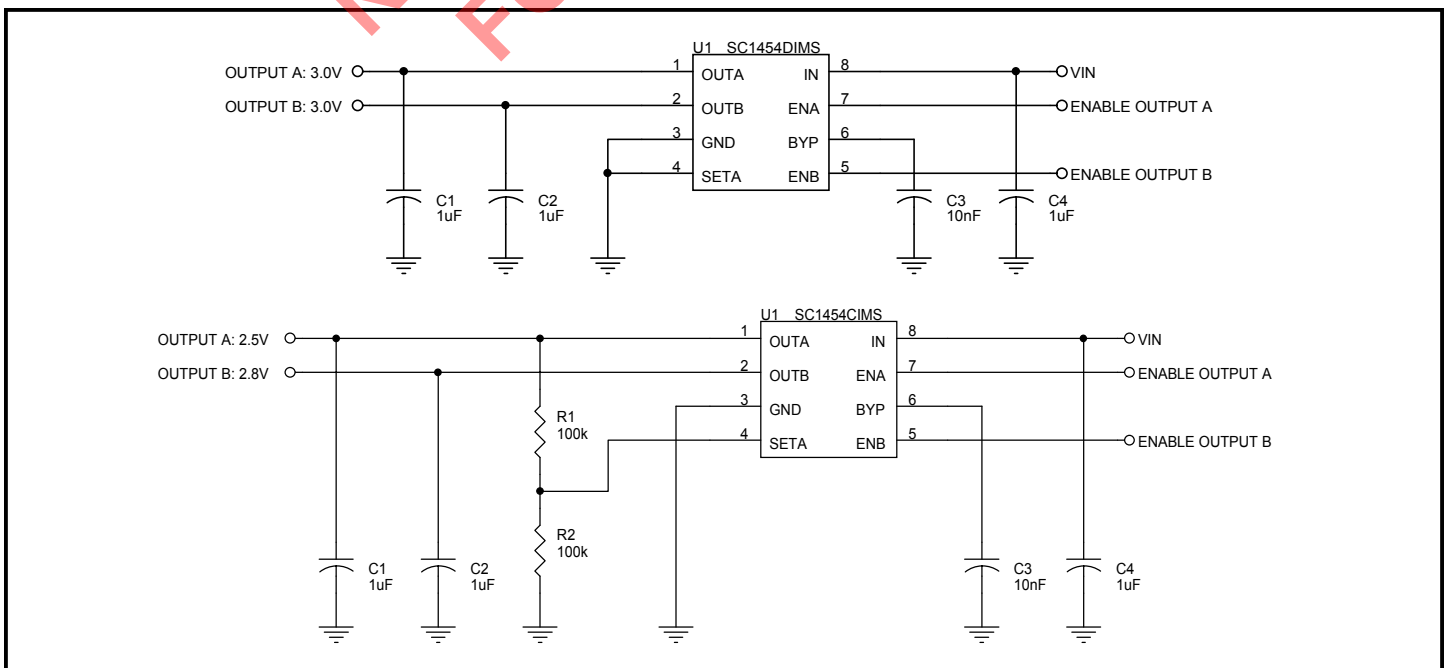 U1 SC1454DIMS
OUTPUT A: 3.0V 1 OUTA IN 8 VIN
OUTPUT B: 3.0V 2 OUTB ENA 7 ENABLE OUTPUT A
3 GND BYP 6
4 SETA ENB 5 ENABLE OUTPUT B
C1 C2 C3 C4
1uF 1uF 10nF 1uF
U1 SC1454CIMS
OUTPUT A: 2.5V 1 OUTA IN 8 VIN
OUTPUT B: 2.8V 2 OUTB ENA 7 ENABLE OUTPUT A
3 GND BYP 6
R1
100k
4 SETA ENB 5 ENABLE OUTPUT B
R2
100k
C1 C2 C3 C4
1uF 1uF 10nF 1uF